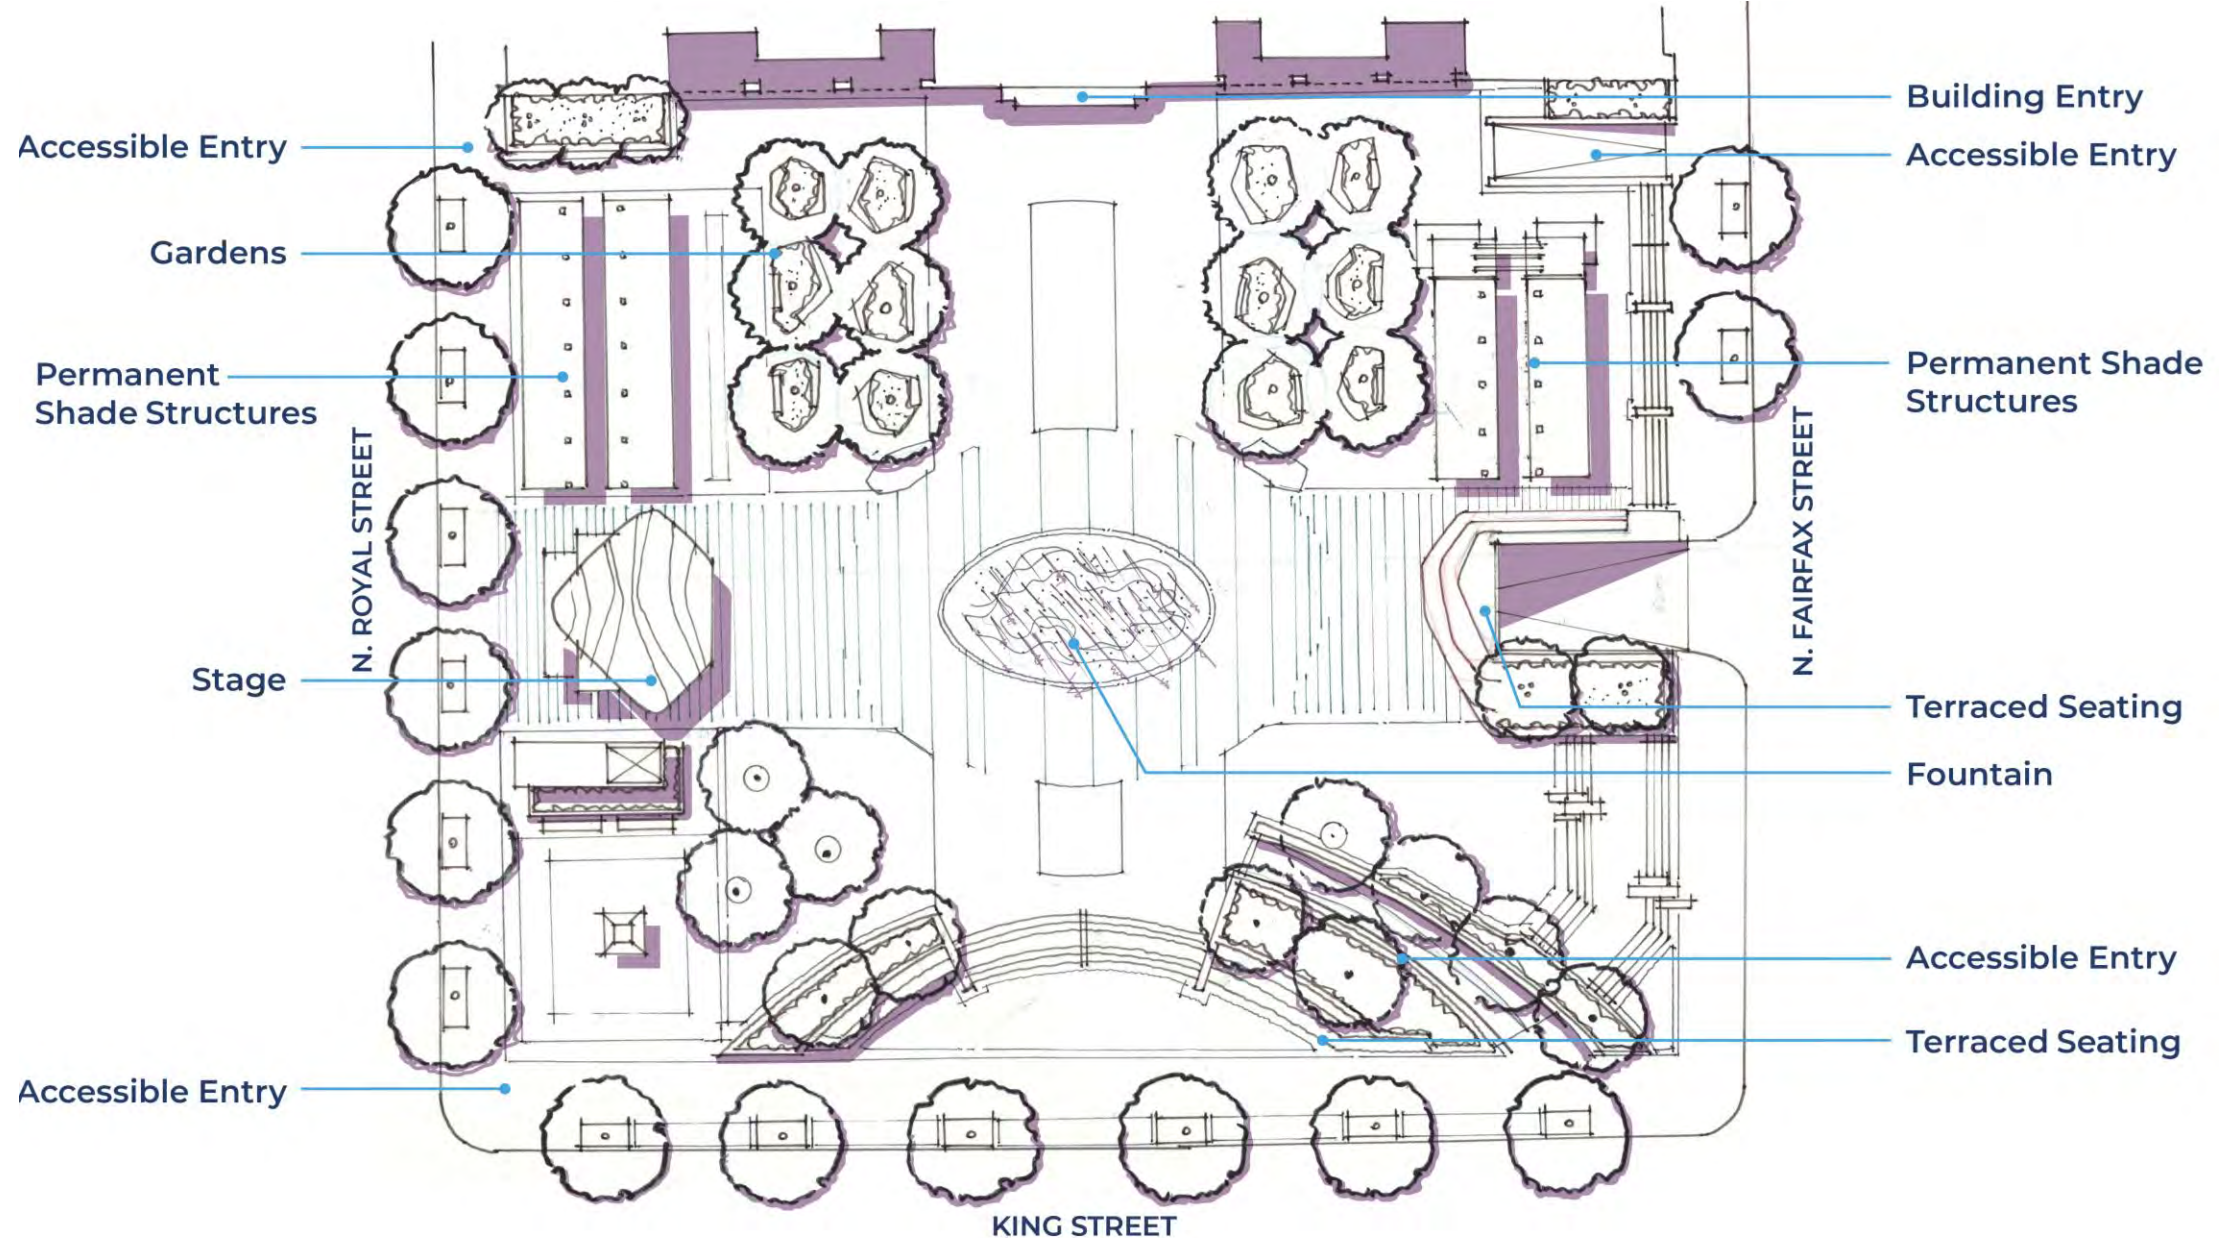 Building Entry
Accessible Entry
Accessible Entry
Gardens
Permanent
Shade Structures
Permanent Shade
Structures
N. ROYAL STREET
N. FAIRFAX STREET
Stage
Terraced Seating
Fountain
Accessible Entry
Terraced Seating
Accessible Entry
KING STREET